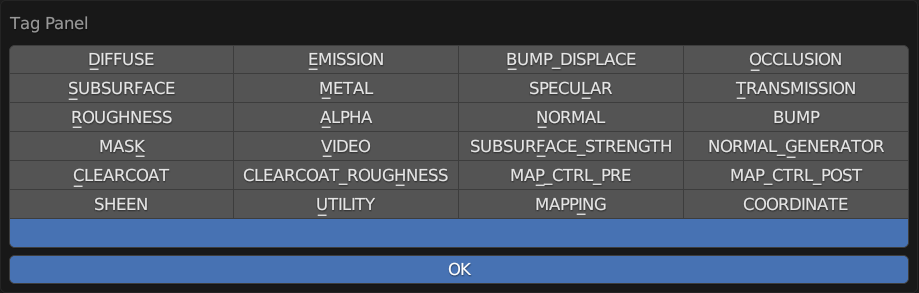 Tag Panel
DIFFUSE EMISSION BUMP_DISPLACE OCCLUSION
SUBSURFACE METAL SPECULAR TRANSMISSION
ROUGHNESS ALPHA NORMAL BUMP
MASK VIDEO SUBSURFACE_STRENGTH NORMAL_GENERATOR
CLEARCOAT CLEARCOAT_ROUGHNESS MAP_CTRL_PRE MAP_CTRL_POST
SHEEN UTILITY MAPPING COORDINATE
OK